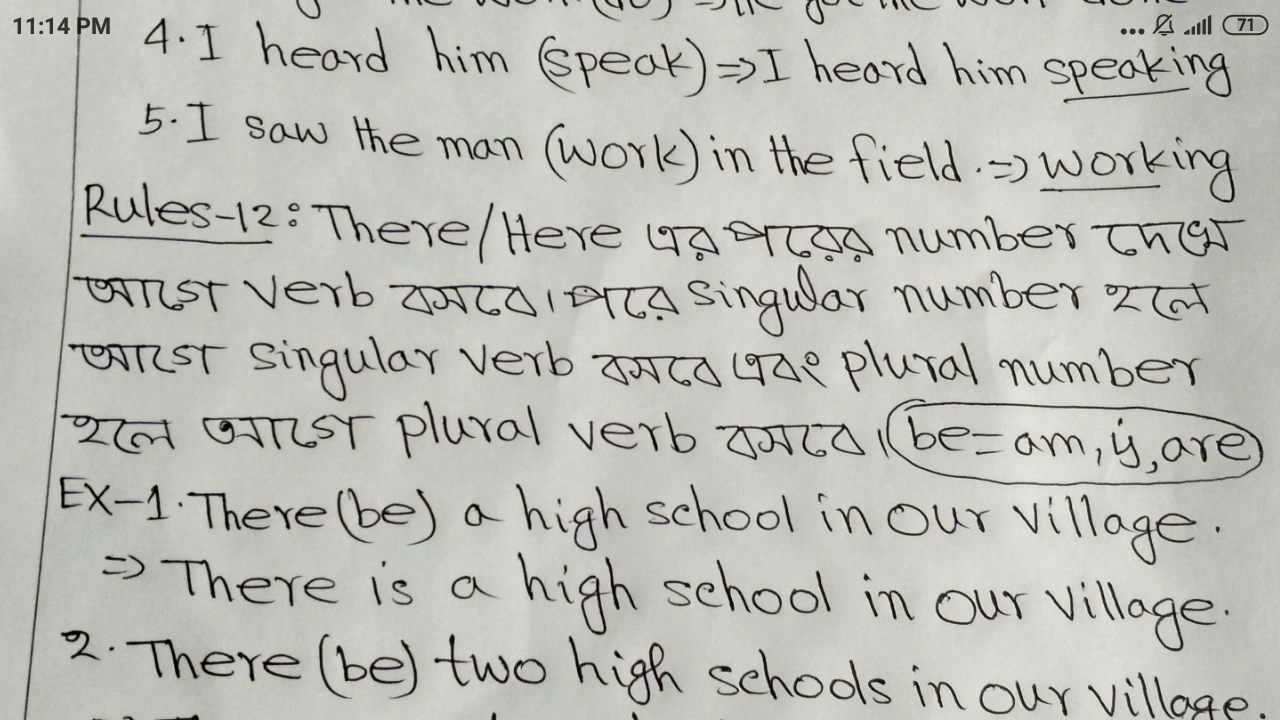 11:14 PM 71
4. I heard him (speak) => I heard him speaking
5. I saw the man (work) in the field. => working
Rules-12: There/Here এর পরের number দেখে
আগে verb বসবে। পরে singular number হলে
আগে singular verb বসবে এবং plural number
হলে আগে plural verb বসবে। (be=am, is, are)
EX-1. There (be) a high school in our village.
=> There is a high school in our village.
2. There (be) two high schools in our village.